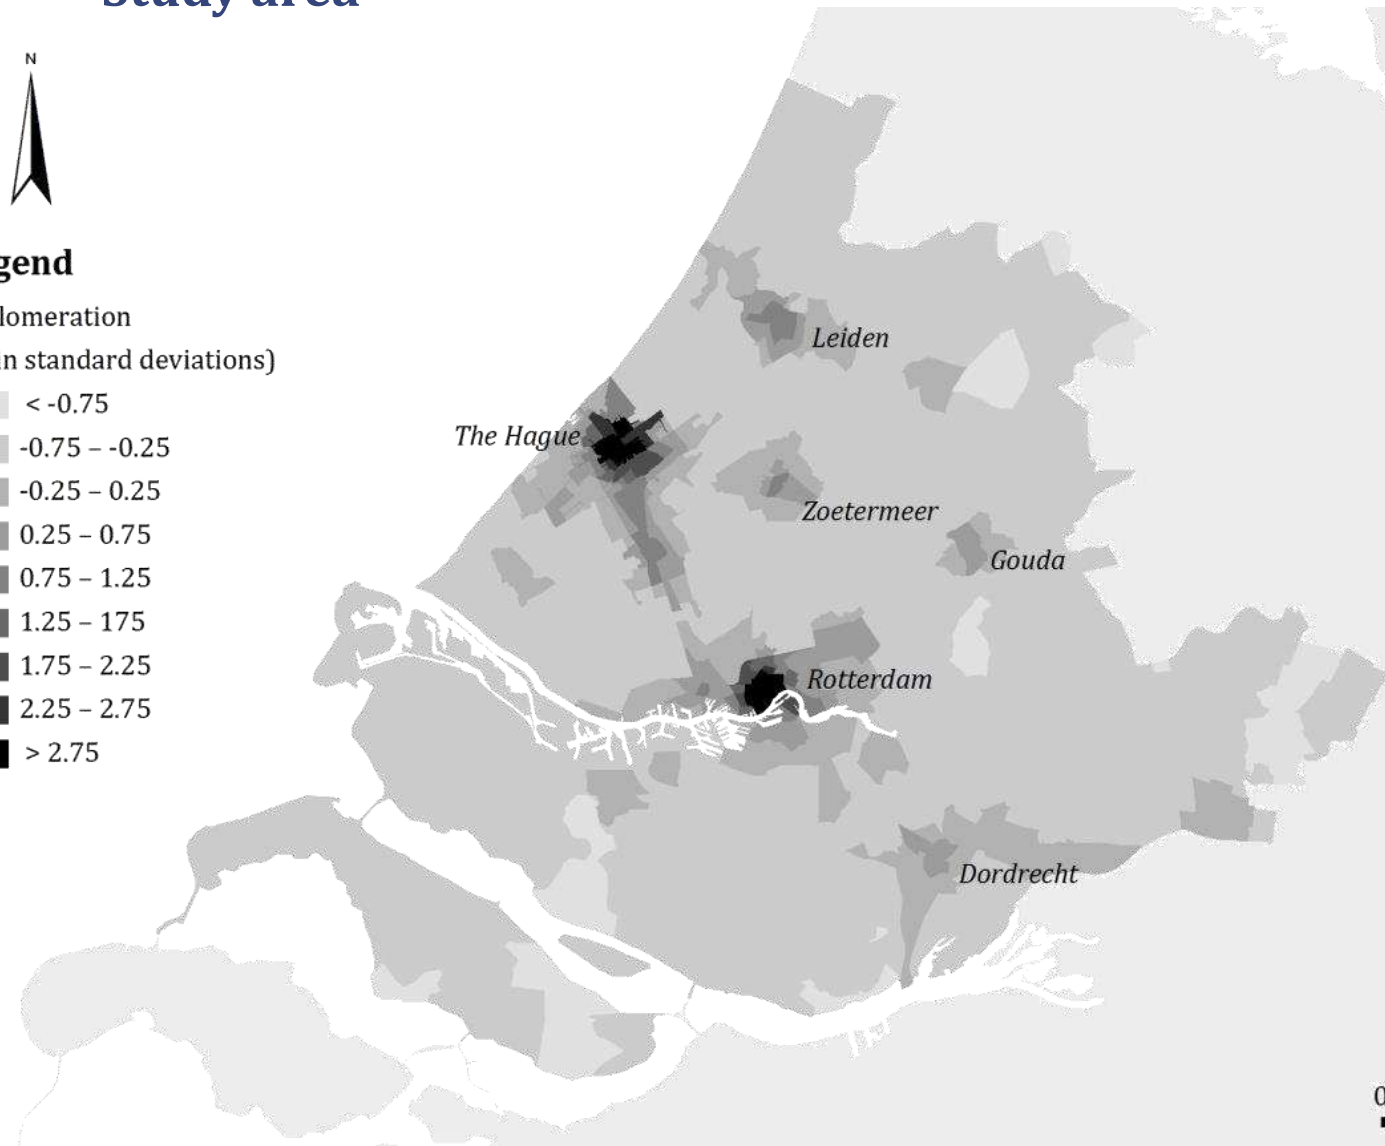 Study area
N
gend
lomeration
in standard deviations)
< -0.75
-0.75 – -0.25
-0.25 – 0.25
0.25 – 0.75
0.75 – 1.25
1.25 – 175
1.75 – 2.25
2.25 – 2.75
> 2.75
Leiden
The Hague
Zoetermeer
Gouda
Rotterdam
Dordrecht
0